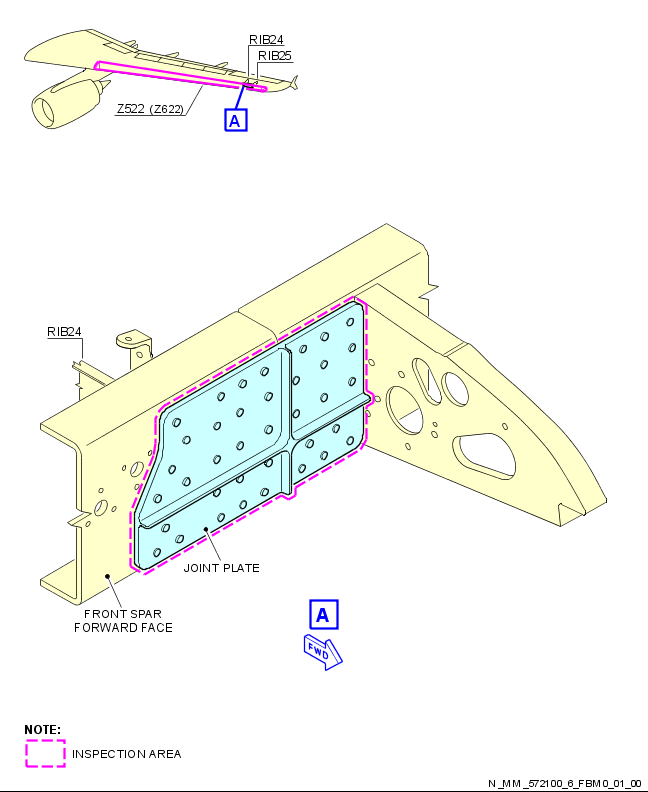 RIB24
RIB25
Z522 (Z622)
A
RIB24
JOINT PLATE
FRONT SPAR
FORWARD FACE
A
FWD
NOTE:
INSPECTION AREA
N_MM_572100_6_FBM0_01_00